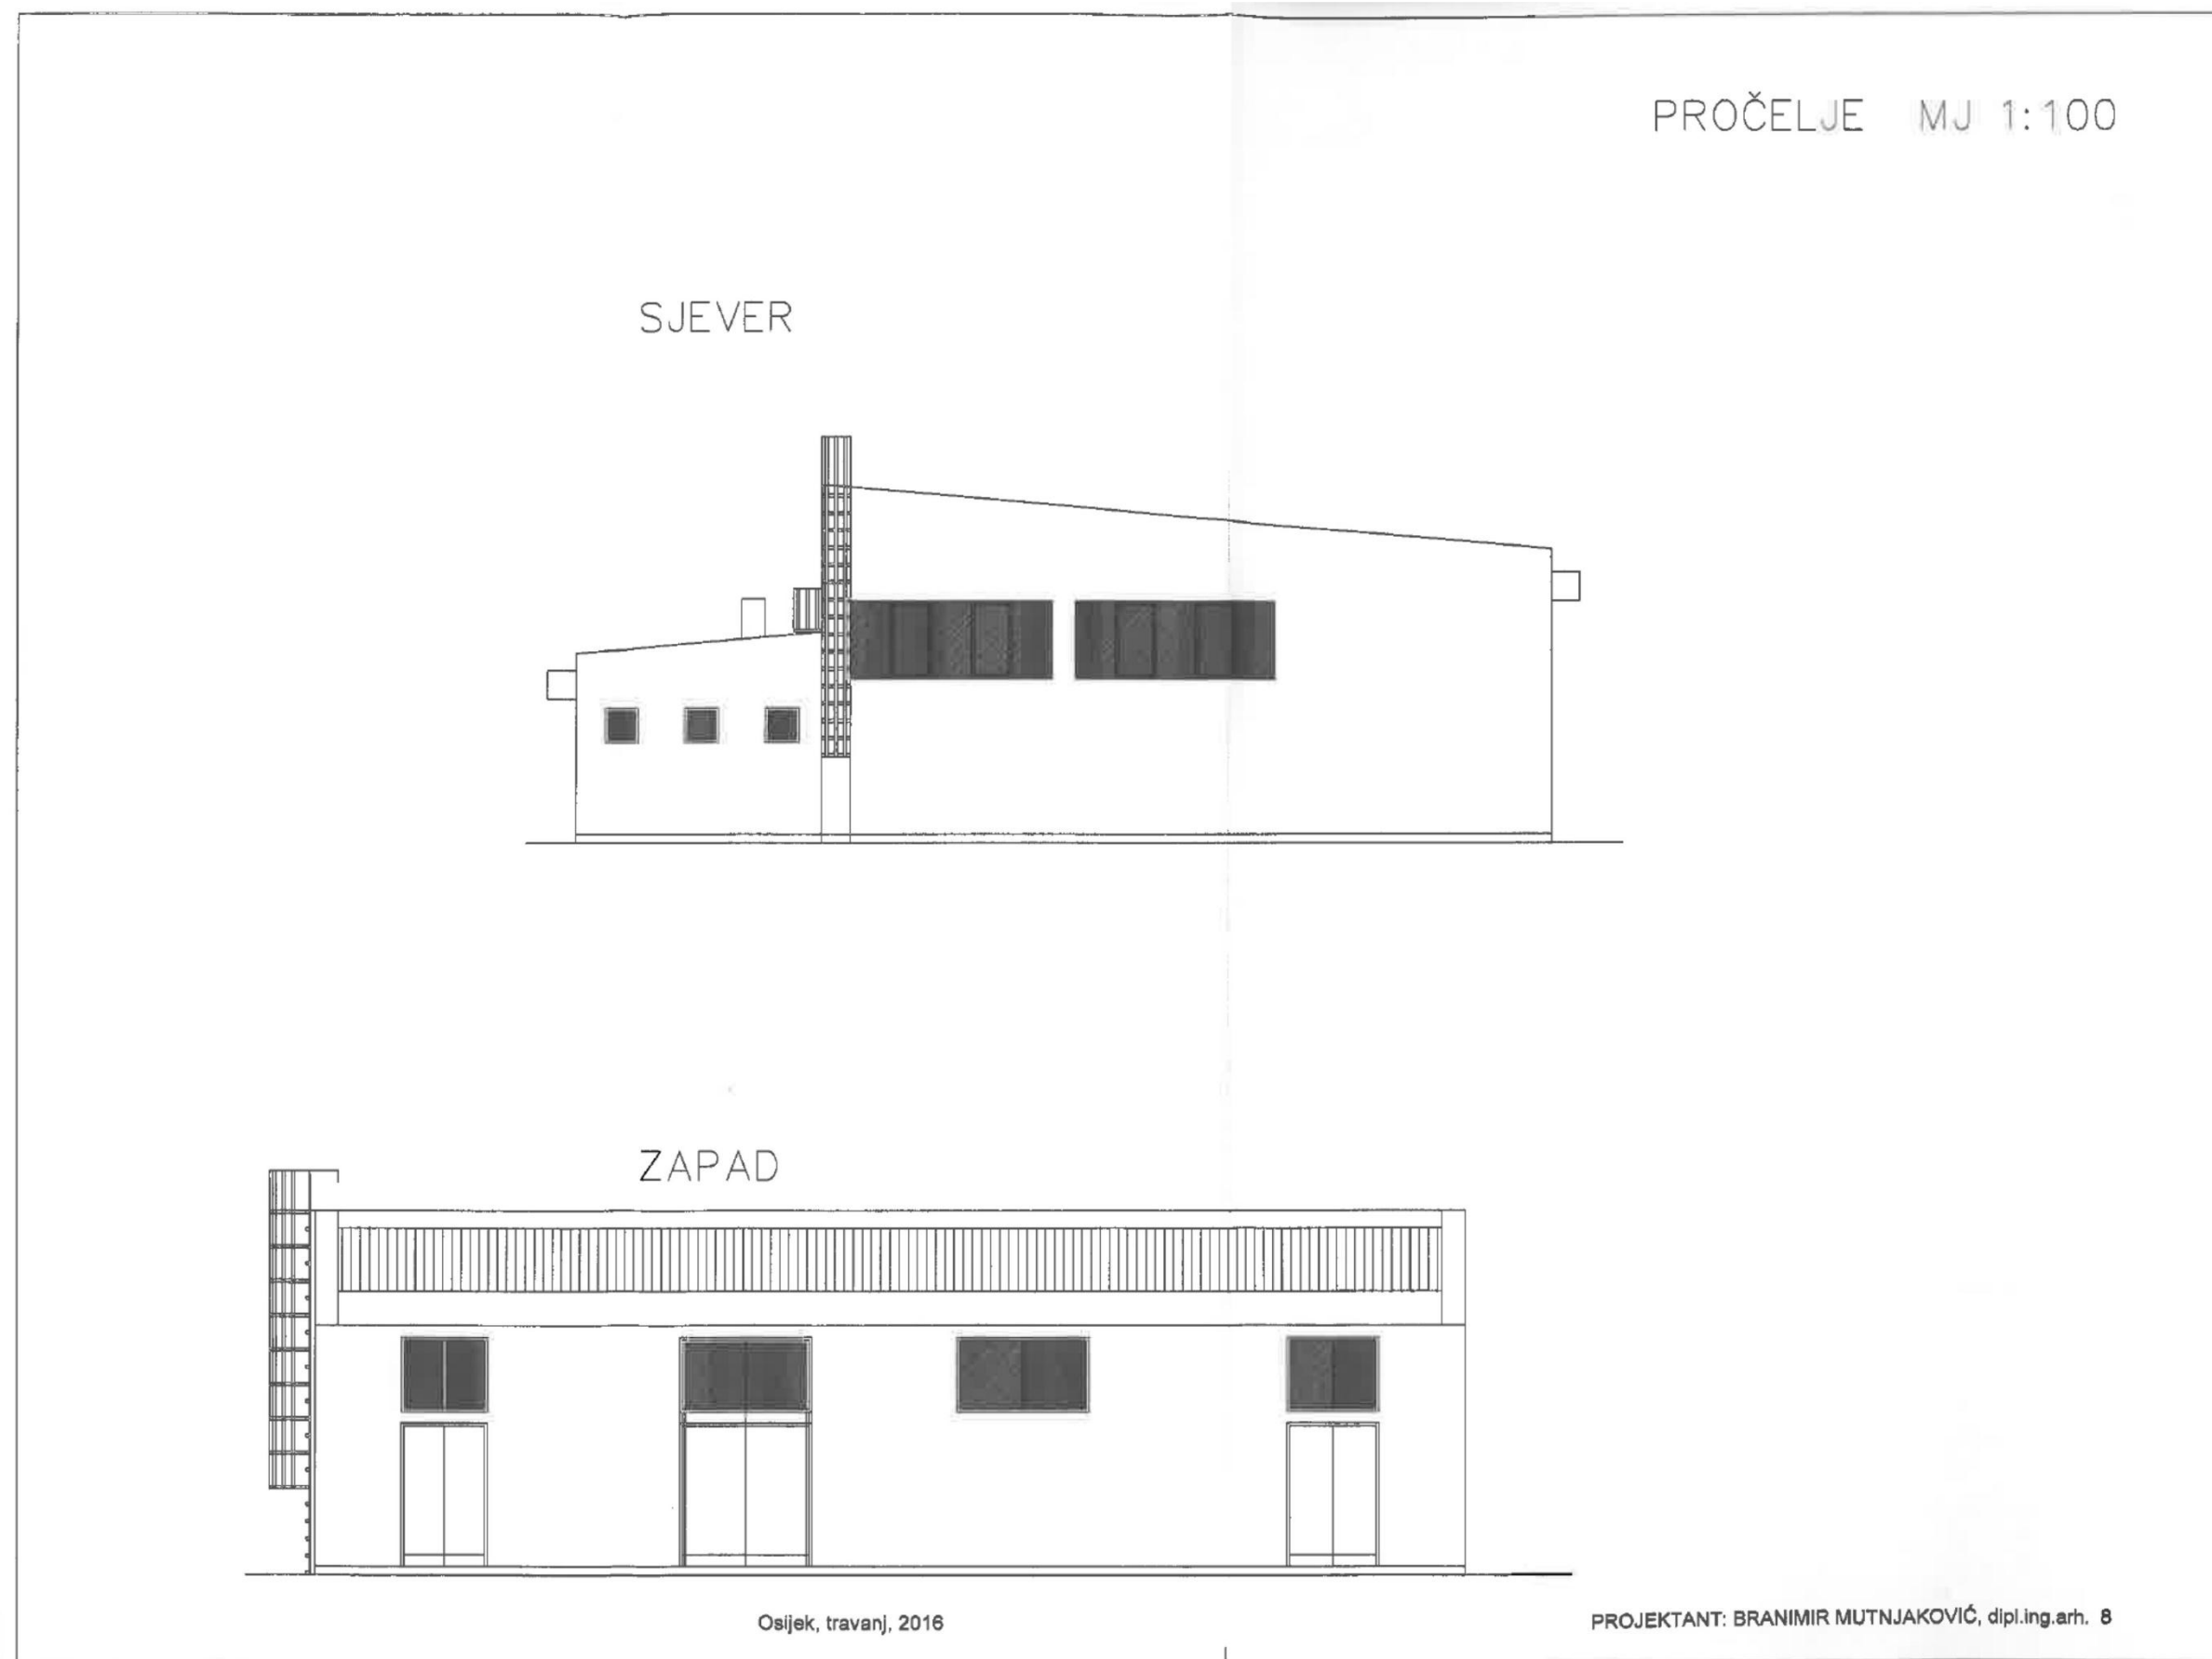 PROČELJE MJ 1:100
SJEVER
ZAPAD
Osijek, travanj, 2016
PROJEKTANT: BRANIMIR MUTNJAKOVIĆ, dipl.ing.arh. 8